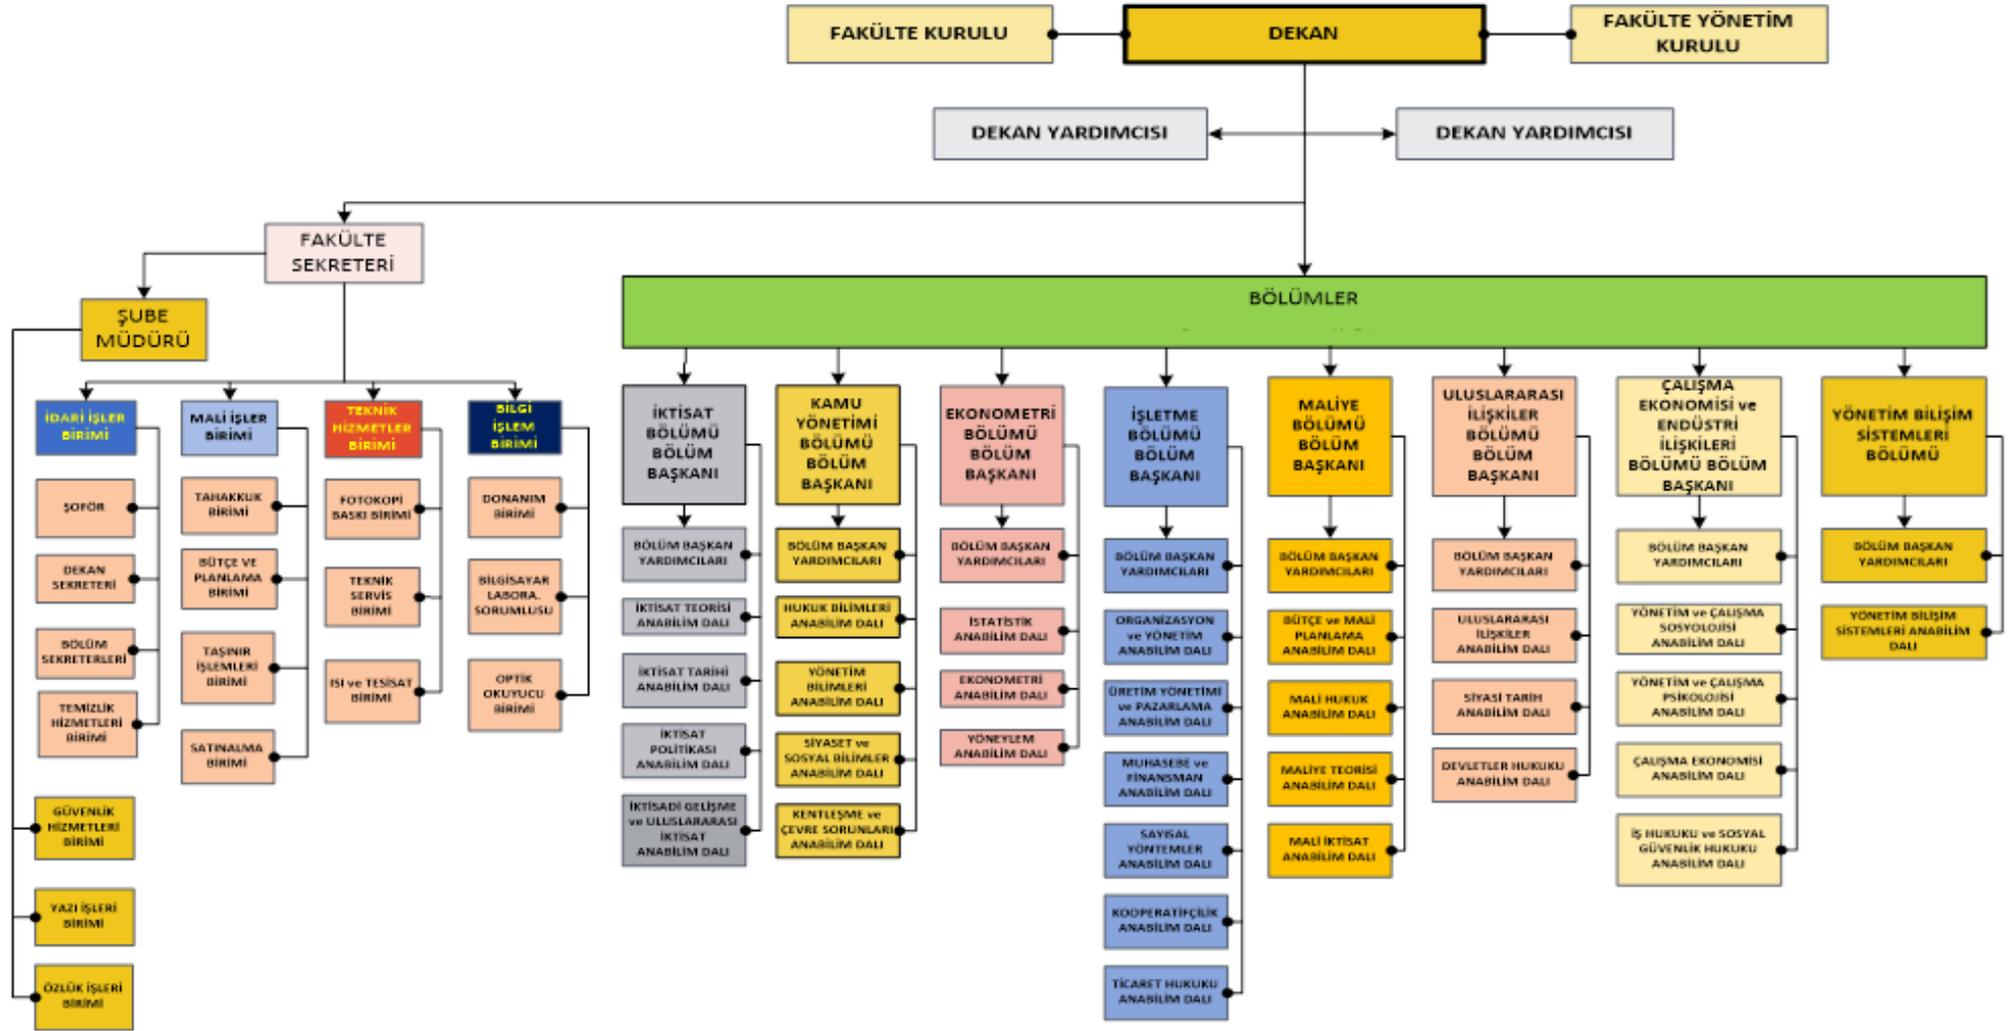 FAKÜLTE KURULU
DEKAN
FAKÜLTE YÖNETİM
KURULU
DEKAN YARDIMCISI
DEKAN YARDIMCISI
FAKÜLTE
SEKRETERİ
ŞUBE
MÜDÜRÜ
İDARİ İŞLER
BİRİMİ
ŞOFÖR
DEKAN
SEKRETERİ
BÖLÜM
SEKRETERLERİ
TEMİZLİK
HİZMETLERİ
BİRİMİ
GÜVENLİK
HİZMETLERİ
BİRİMİ
YAZI İŞLERİ
BİRİMİ
ÖZLÜK İŞLERİ
BİRİMİ
MALİ İŞLER
BİRİMİ
TAHAKKUK
BİRİMİ
BÜTÇE VE
PLANLAMA
BİRİMİ
TAŞINIR
İŞLEMLERİ
BİRİMİ
SATINALMA
BİRİMİ
TEKNİK
HİZMETLER
BİRİMİ
FOTOKOPİ
BASKI BİRİMİ
TEKNİK
SERVİS
BİRİMİ
ISI ve TESİSAT
BİRİMİ
BİLGİ
İŞLEM
BİRİMİ
DONANIM
BİRİMİ
BİLGİSAYAR
LABORA.
SORUMLUSU
OPTİK
OKUYUCU
BİRİMİ
BÖLÜMLER
İKTİSAT
BÖLÜMÜ
BÖLÜM
BAŞKANI
BÖLÜM BAŞKAN
YARDIMCILARI
İKTİSAT TEORİSİ
ANABİLİM DALI
İKTİSAT TARİHİ
ANABİLİM DALI
İKTİSAT
POLİTİKASI
ANABİLİM DALI
İKTİSADİ GELİŞME
ve ULUSLARARASI
İKTİSAT
ANABİLİM DALI
KAMU
YÖNETİMİ
BÖLÜMÜ
BÖLÜM
BAŞKANI
BÖLÜM BAŞKAN
YARDIMCILARI
HUKUK BİLİMLERİ
ANABİLİM DALI
YÖNETİM
BİLİMLERİ
ANABİLİM DALI
SİYASET ve
SOSYAL BİLİMLER
ANABİLİM DALI
KENTLEŞME ve
ÇEVRE SORUNLARI
ANABİLİM DALI
EKONOMETRİ
BÖLÜMÜ
BÖLÜM
BAŞKANI
BÖLÜM BAŞKAN
YARDIMCILARI
İSTATİSTİK
ANABİLİM DALI
EKONOMETRİ
ANABİLİM DALI
YÖNEYLEM
ANABİLİM DALI
İŞLETME
BÖLÜMÜ
BÖLÜM
BAŞKANI
BÖLÜM BAŞKAN
YARDIMCILARI
ORGANİZASYON
ve YÖNETİM
ANABİLİM DALI
ÜRETİM YÖNETİMİ
ve PAZARLAMA
ANABİLİM DALI
MUHASEBE ve
FİNANSMAN
ANABİLİM DALI
SAYISAL
YÖNTEMLER
ANABİLİM DALI
KOOPERATİFÇİLİK
ANABİLİM DALI
TİCARET HUKUKU
ANABİLİM DALI
MALİYE
BÖLÜMÜ
BÖLÜM
BAŞKANI
BÖLÜM BAŞKAN
YARDIMCILARI
BÜTÇE ve MALİ
PLANLAMA
ANABİLİM DALI
MALİ HUKUK
ANABİLİM DALI
MALİYE TEORİSİ
ANABİLİM DALI
MALİ İKTİSAT
ANABİLİM DALI
ULUSLARARASI
İLİŞKİLER
BÖLÜMÜ
BÖLÜM
BAŞKANI
BÖLÜM BAŞKAN
YARDIMCILARI
ULUSLARARASI
İLİŞKİLER
ANABİLİM DALI
SİYASİ TARİH
ANABİLİM DALI
DEVLETLER HUKUKU
ANABİLİM DALI
ÇALIŞMA
EKONOMİSİ ve
ENDÜSTRİ
İLİŞKİLERİ
BÖLÜMÜ BÖLÜM
BAŞKANI
BÖLÜM BAŞKAN
YARDIMCILARI
YÖNETİM ve ÇALIŞMA
SOSYOLOJİSİ
ANABİLİM DALI
YÖNETİM ve ÇALIŞMA
PSİKOLOJİSİ
ANABİLİM DALI
ÇALIŞMA EKONOMİSİ
ANABİLİM DALI
İŞ HUKUKU ve SOSYAL
GÜVENLİK HUKUKU
ANABİLİM DALI
YÖNETİM BİLİŞİM
SİSTEMLERİ
BÖLÜMÜ
BÖLÜM BAŞKAN
YARDIMCILARI
YÖNETİM BİLİŞİM
SİSTEMLERİ ANABİLİM
DALI